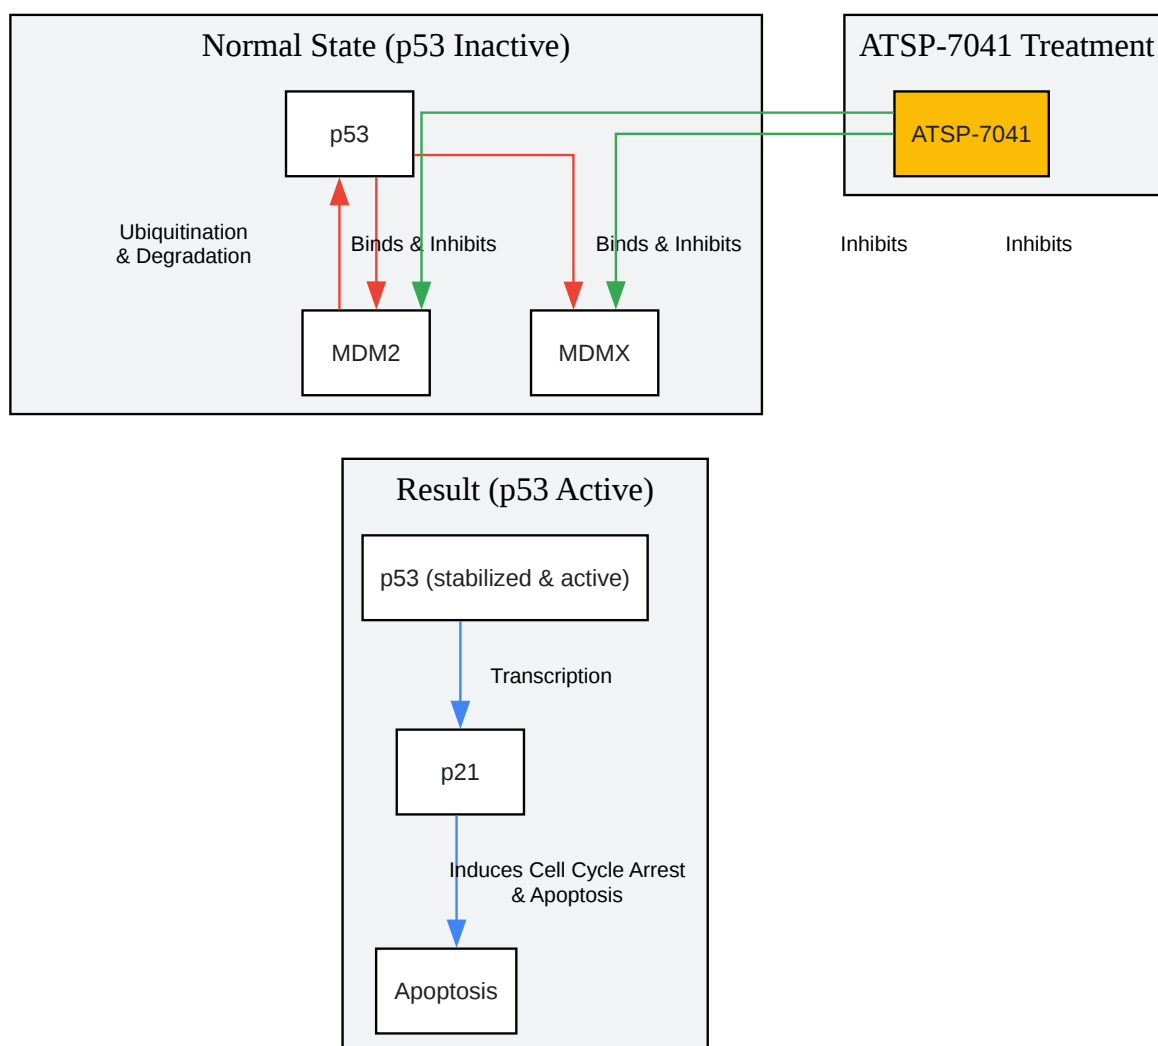 Normal State (p53 Inactive)
ATSP-7041 Treatment
p53
ATSP-7041
Ubiquitination
& Degradation
Binds & Inhibits
Binds & Inhibits
Inhibits
Inhibits
MDM2
MDMX
Result (p53 Active)
p53 (stabilized & active)
Transcription
p21
Induces Cell Cycle Arrest
& Apoptosis
Apoptosis